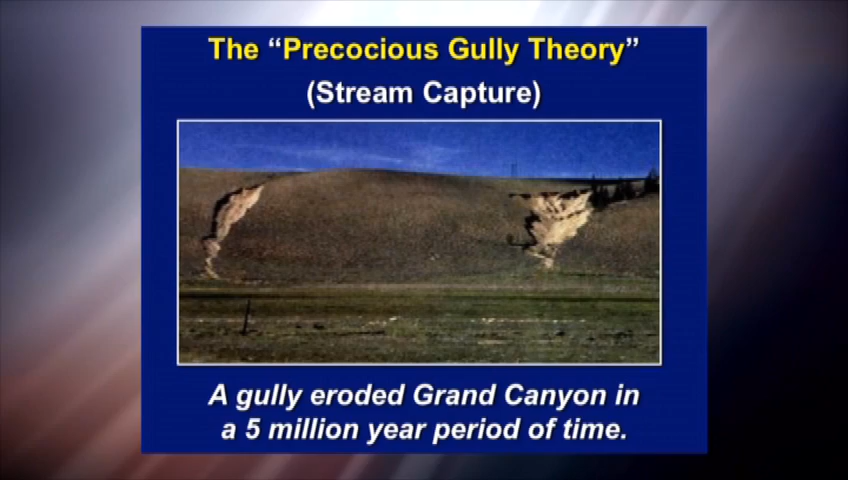 The “Precocious Gully Theory”
(Stream Capture)
A gully eroded Grand Canyon in
a 5 million year period of time.